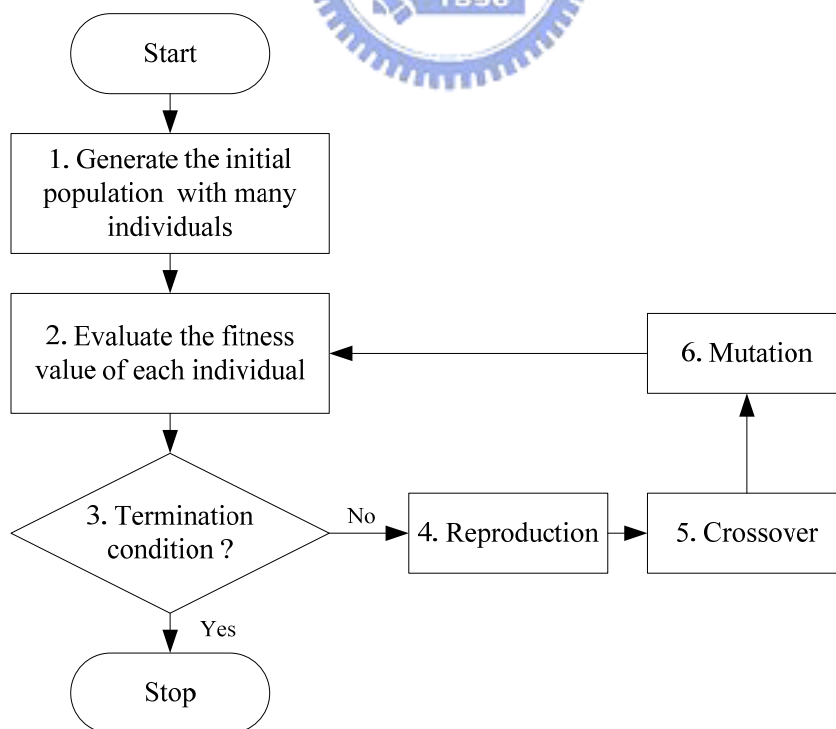 Start
1. Generate the initial
population with many
individuals
2. Evaluate the fitness
value of each individual
6. Mutation
3. Termination
condition ?
No
4. Reproduction
5. Crossover
Yes
Stop